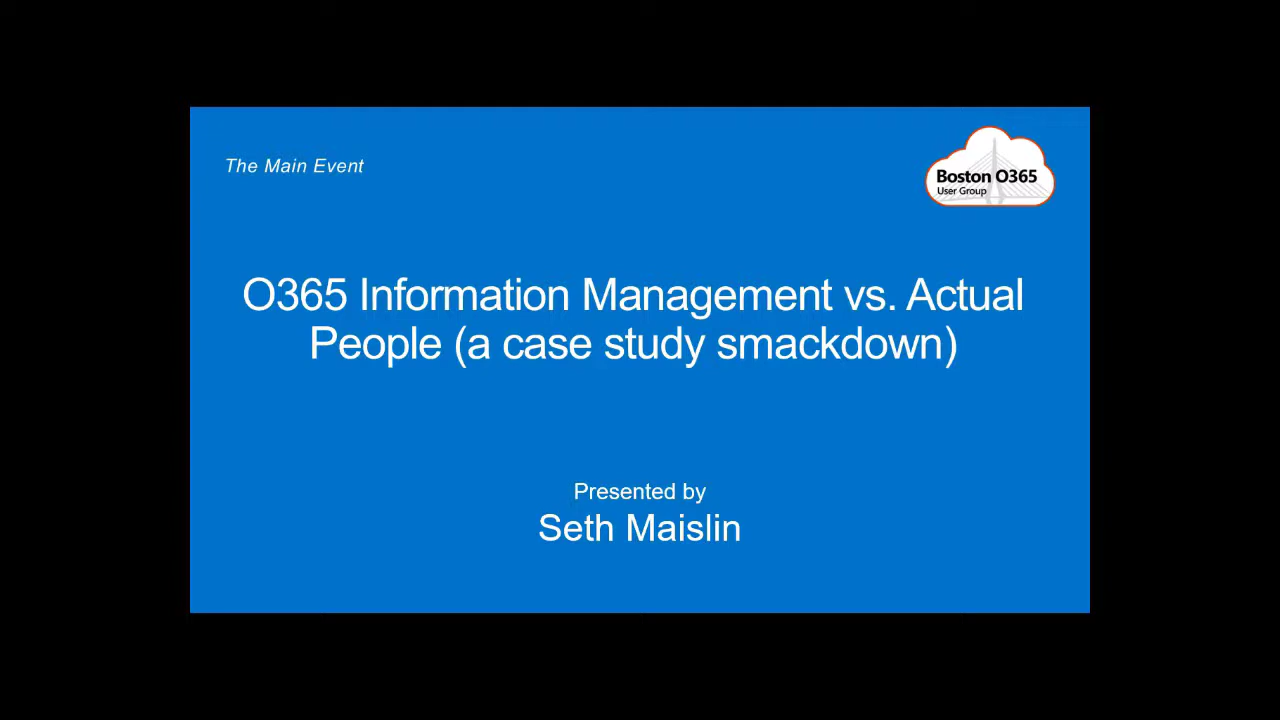 The Main Event
Boston O365
User Group
O365 Information Management vs. Actual
People (a case study smackdown)
Presented by
Seth Maislin